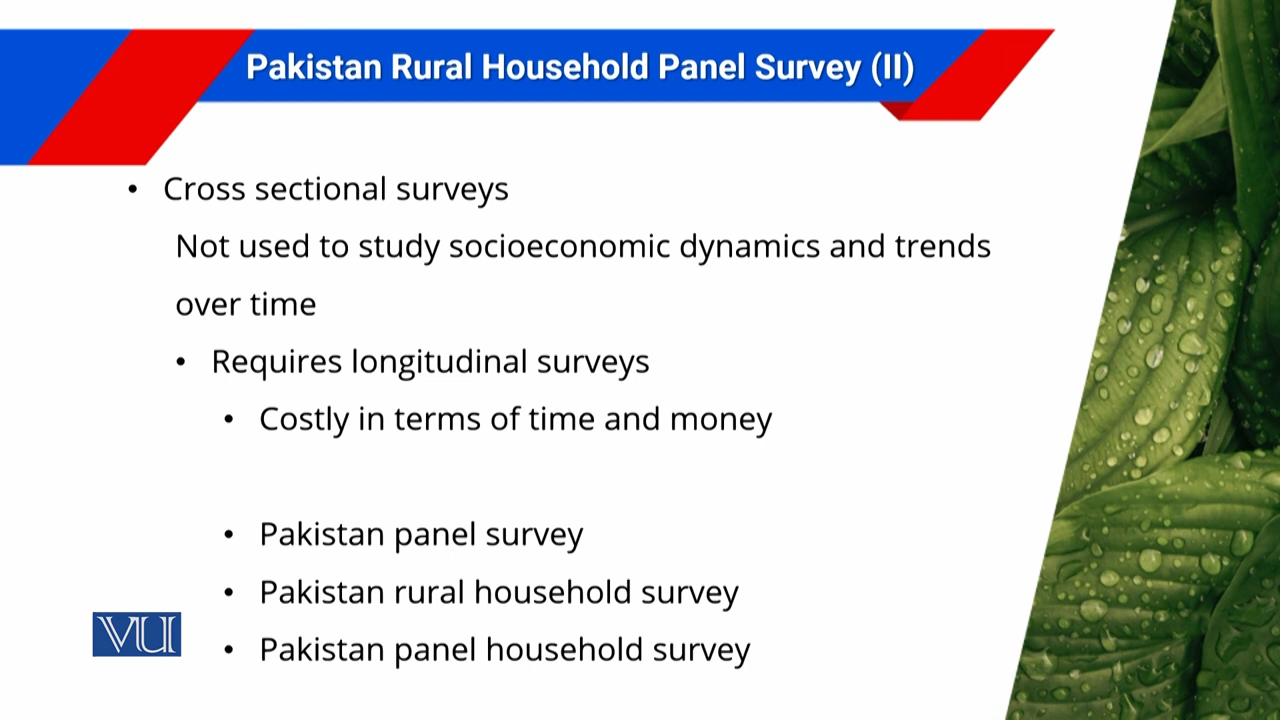 Pakistan Rural Household Panel Survey (II)
• Cross sectional surveys
Not used to study socioeconomic dynamics and trends
over time
• Requires longitudinal surveys
• Costly in terms of time and money
• Pakistan panel survey
• Pakistan rural household survey
• Pakistan panel household survey
VU